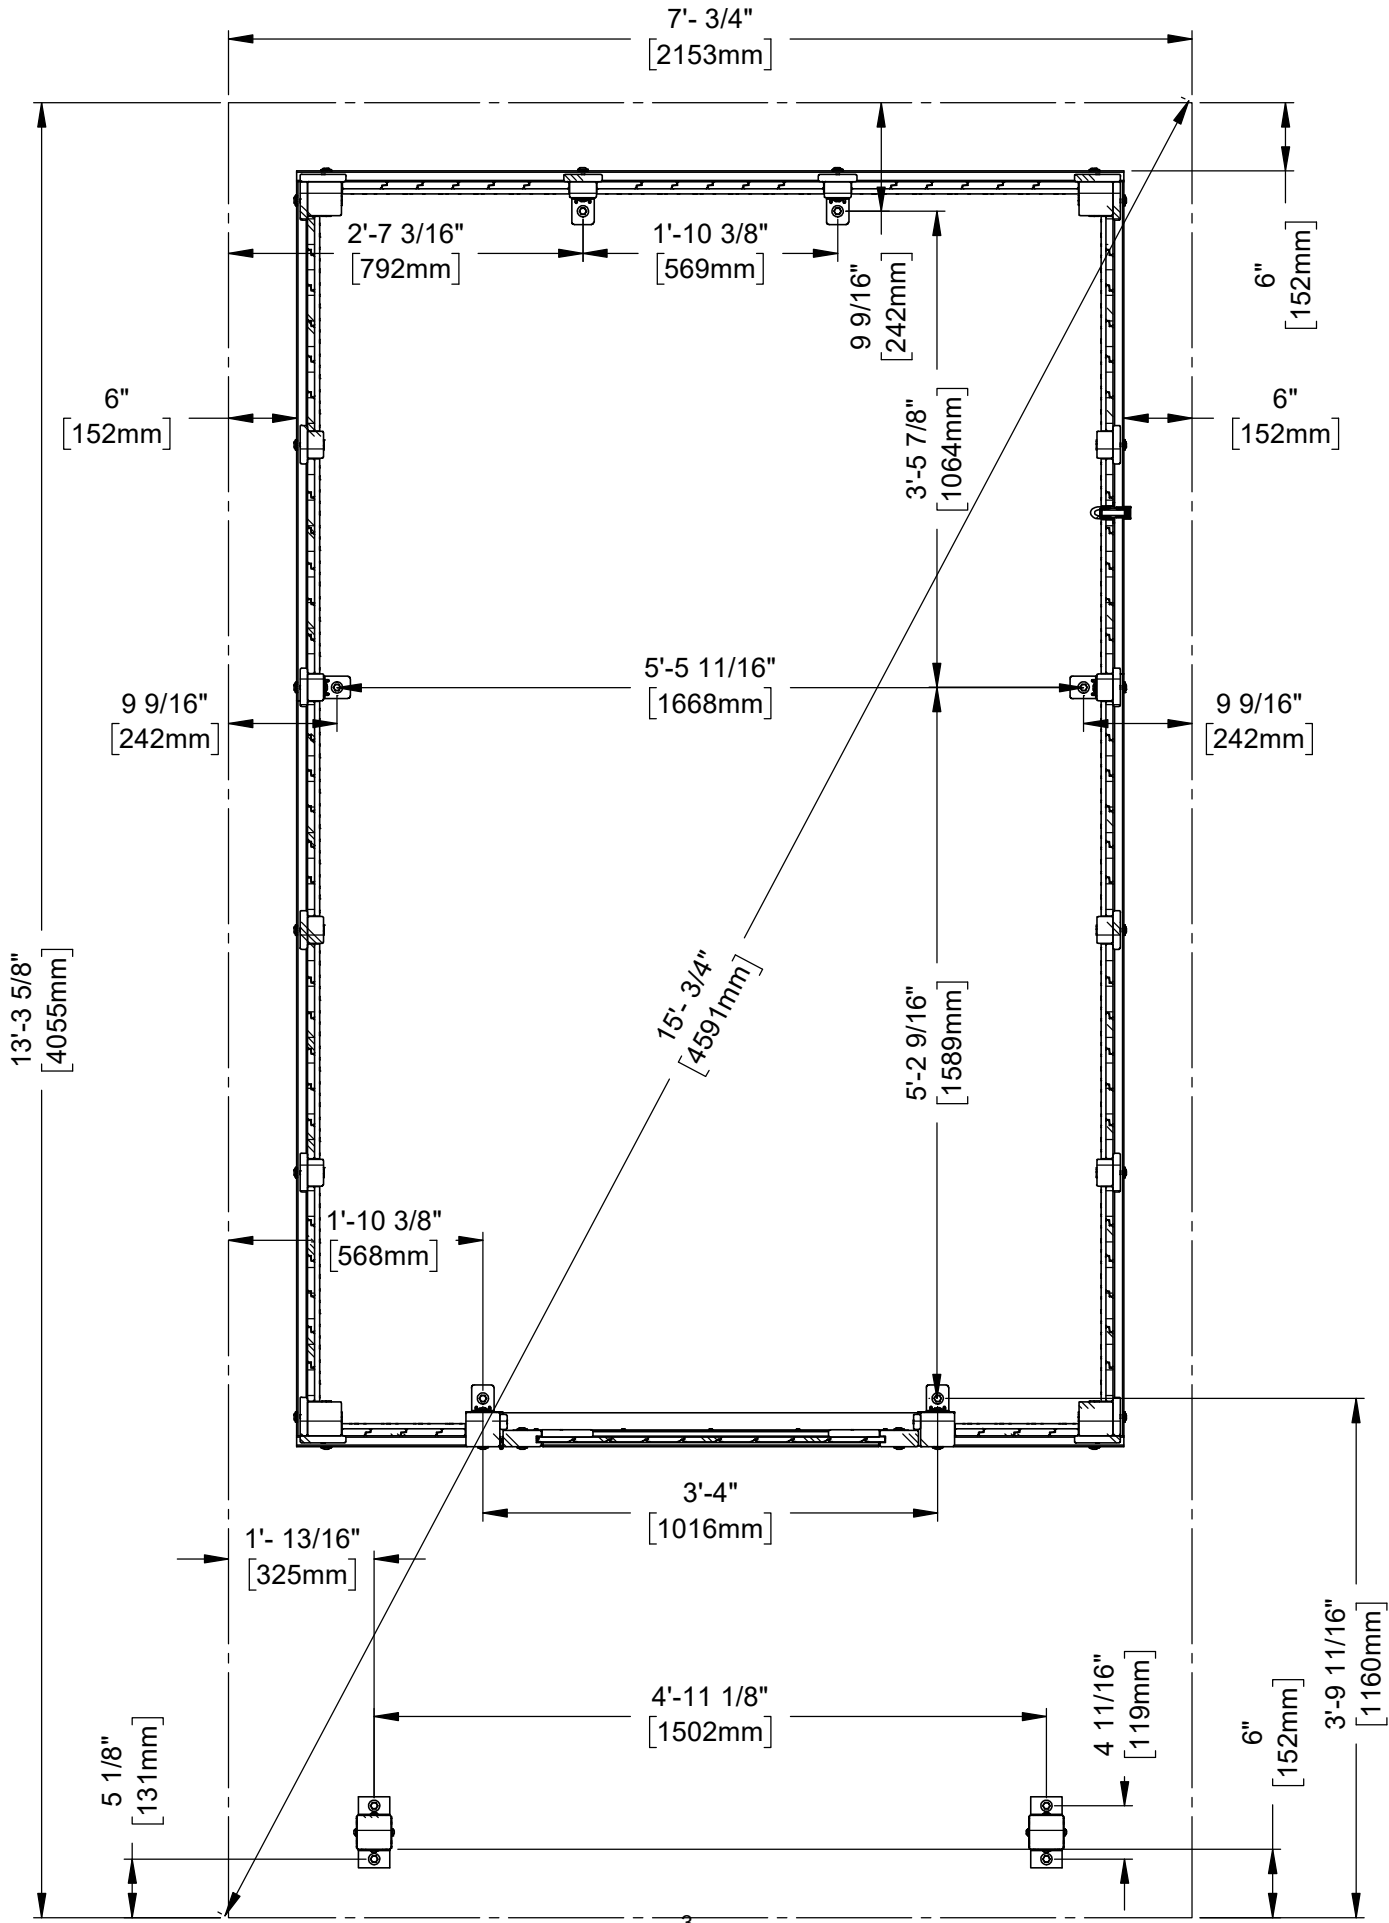 7'- 3/4"
[2153mm]
2'-7 3/16"
[792mm]
1'-10 3/8"
[569mm]
9 9/16"
[242mm]
6"
[152mm]
6"
[152mm]
3'-5 7/8"
[1064mm]
6"
[152mm]
5'-5 11/16"
[1668mm]
9 9/16"
[242mm]
9 9/16"
[242mm]
13'-3 5/8"
[4055mm]
15'- 3/4"
[4591mm]
5'-2 9/16"
[1589mm]
1'-10 3/8"
[568mm]
3'-4"
[1016mm]
1'- 13/16"
[325mm]
4'-11 1/8"
[1502mm]
4 11/16"
[119mm]
3'-9 11/16"
[1160mm]
6"
[152mm]
5 1/8"
[131mm]
3